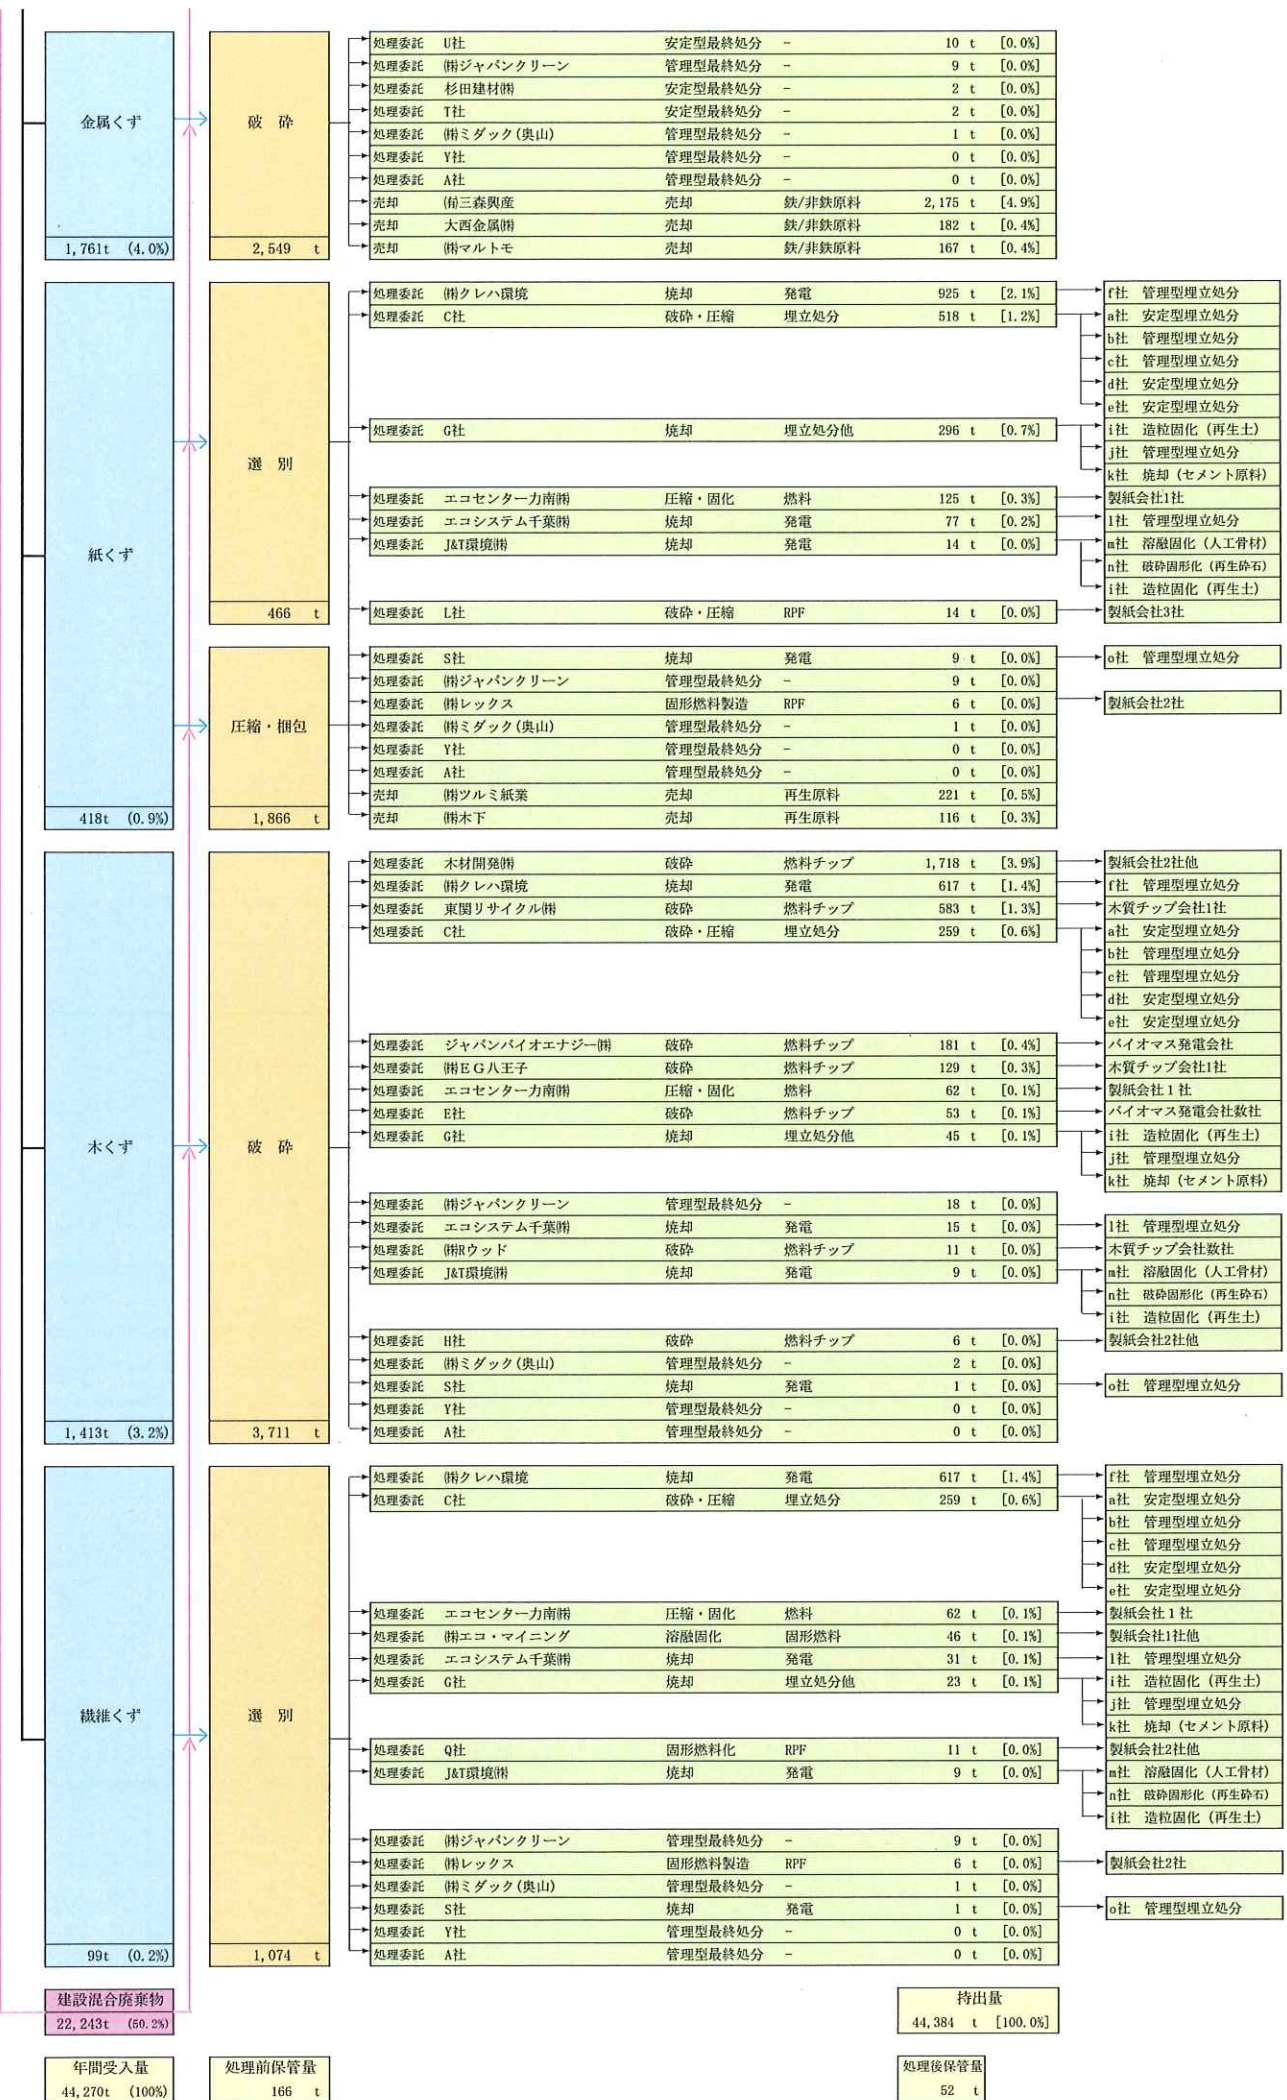 金属くず
1,761t (4.0%)
破 砕
2,549 t
処理委託 U社 安定型最終処分 - 10 t [0.0%]
処理委託 ㈱ジャパンクリーン 管理型最終処分 - 9 t [0.0%]
処理委託 杉田建材㈱ 安定型最終処分 - 2 t [0.0%]
処理委託 T社 安定型最終処分 - 2 t [0.0%]
処理委託 ㈱ミダック(奥山) 管理型最終処分 - 1 t [0.0%]
処理委託 Y社 管理型最終処分 - 0 t [0.0%]
処理委託 A社 管理型最終処分 - 0 t [0.0%]
売却 ㈲三森興産 売却 鉄/非鉄原料 2,175 t [4.9%]
売却 大西金属㈱ 売却 鉄/非鉄原料 182 t [0.4%]
売却 ㈱マルトモ 売却 鉄/非鉄原料 167 t [0.4%]
紙くず
418t (0.9%)
選 別
466 t
処理委託 ㈱クレハ環境 焼却 発電 925 t [2.1%] f社 管理型埋立処分
処理委託 C社 破砕・圧縮 埋立処分 518 t [1.2%] a社 安定型埋立処分
b社 管理型埋立処分
c社 管理型埋立処分
d社 安定型埋立処分
e社 安定型埋立処分
処理委託 G社 焼却 埋立処分他 296 t [0.7%] i社 造粒固化(再生土)
j社 管理型埋立処分
k社 焼却(セメント原料)
処理委託 エコセンター力南㈱ 圧縮・固化 燃料 125 t [0.3%] 製紙会社1社
処理委託 エコシステム千葉㈱ 焼却 発電 77 t [0.2%] l社 管理型埋立処分
処理委託 J&T環境㈱ 焼却 発電 14 t [0.0%] m社 溶融固化(人工骨材)
n社 破砕固形化(再生砕石)
i社 造粒固化(再生土)
処理委託 L社 破砕・圧縮 RPF 14 t [0.0%] 製紙会社3社
圧縮・梱包
1,866 t
処理委託 S社 焼却 発電 9 t [0.0%] o社 管理型埋立処分
処理委託 ㈱ジャパンクリーン 管理型最終処分 - 9 t [0.0%]
処理委託 ㈱レックス 固形燃料製造 RPF 6 t [0.0%] 製紙会社2社
処理委託 ㈱ミダック(奥山) 管理型最終処分 - 1 t [0.0%]
処理委託 Y社 管理型最終処分 - 0 t [0.0%]
処理委託 A社 管理型最終処分 - 0 t [0.0%]
売却 ㈱ツルミ紙業 売却 再生原料 221 t [0.5%]
売却 ㈱木下 売却 再生原料 116 t [0.3%]
木くず
1,413t (3.2%)
破 砕
3,711 t
処理委託 木材開発㈱ 破砕 燃料チップ 1,718 t [3.9%] 製紙会社2社他
処理委託 ㈱クレハ環境 焼却 発電 617 t [1.4%] f社 管理型埋立処分
処理委託 東関リサイクル㈱ 破砕 燃料チップ 583 t [1.3%] 木質チップ会社1社
処理委託 C社 破砕・圧縮 埋立処分 259 t [0.6%] a社 安定型埋立処分
b社 管理型埋立処分
c社 管理型埋立処分
d社 安定型埋立処分
e社 安定型埋立処分
処理委託 ジャパンバイオエナジー㈱ 破砕 燃料チップ 181 t [0.4%] バイオマス発電会社
処理委託 ㈱EG八王子 破砕 燃料チップ 129 t [0.3%] 木質チップ会社1社
処理委託 エコセンター力南㈱ 圧縮・固化 燃料 62 t [0.1%] 製紙会社1社
処理委託 E社 破砕 燃料チップ 53 t [0.1%] バイオマス発電会社数社
処理委託 G社 焼却 埋立処分他 45 t [0.1%] i社 造粒固化(再生土)
j社 管理型埋立処分
k社 焼却(セメント原料)
処理委託 ㈱ジャパンクリーン 管理型最終処分 - 18 t [0.0%]
処理委託 エコシステム千葉㈱ 焼却 発電 15 t [0.0%] l社 管理型埋立処分
処理委託 ㈱Rウッド 破砕 燃料チップ 11 t [0.0%] 木質チップ会社数社
処理委託 J&T環境㈱ 焼却 発電 9 t [0.0%] m社 溶融固化(人工骨材)
n社 破砕固形化(再生砕石)
i社 造粒固化(再生土)
処理委託 H社 破砕 燃料チップ 6 t [0.0%] 製紙会社2社他
処理委託 ㈱ミダック(奥山) 管理型最終処分 - 2 t [0.0%]
処理委託 S社 焼却 発電 1 t [0.0%] o社 管理型埋立処分
処理委託 Y社 管理型最終処分 - 0 t [0.0%]
処理委託 A社 管理型最終処分 - 0 t [0.0%]
繊維くず
99t (0.2%)
選 別
1,074 t
処理委託 ㈱クレハ環境 焼却 発電 617 t [1.4%] f社 管理型埋立処分
処理委託 C社 破砕・圧縮 埋立処分 259 t [0.6%] a社 安定型埋立処分
b社 管理型埋立処分
c社 管理型埋立処分
d社 安定型埋立処分
e社 安定型埋立処分
処理委託 エコセンター力南㈱ 圧縮・固化 燃料 62 t [0.1%] 製紙会社1社
処理委託 ㈱エコ・マイニング 溶融固化 固形燃料 46 t [0.1%] 製紙会社1社他
処理委託 エコシステム千葉㈱ 焼却 発電 31 t [0.1%] l社 管理型埋立処分
処理委託 G社 焼却 埋立処分他 23 t [0.1%] i社 造粒固化(再生土)
j社 管理型埋立処分
k社 焼却(セメント原料)
処理委託 Q社 固形燃料化 RPF 11 t [0.0%] 製紙会社2社他
処理委託 J&T環境㈱ 焼却 発電 9 t [0.0%] m社 溶融固化(人工骨材)
n社 破砕固形化(再生砕石)
i社 造粒固化(再生土)
処理委託 ㈱ジャパンクリーン 管理型最終処分 - 9 t [0.0%]
処理委託 ㈱レックス 固形燃料製造 RPF 6 t [0.0%] 製紙会社2社
処理委託 ㈱ミダック(奥山) 管理型最終処分 - 1 t [0.0%]
処理委託 S社 焼却 発電 1 t [0.0%] o社 管理型埋立処分
処理委託 Y社 管理型最終処分 - 0 t [0.0%]
処理委託 A社 管理型最終処分 - 0 t [0.0%]
建設混合廃棄物
22,243t (50.2%)
持出量
44,384 t [100.0%]
年間受入量
44,270t (100%)
処理前保管量
166 t
処理後保管量
52 t